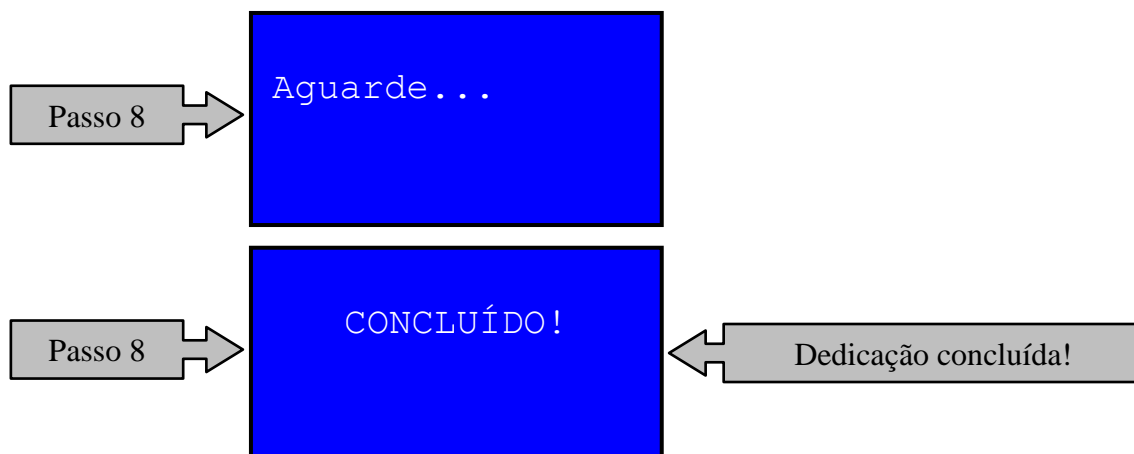 Passo 8
Aguarde...
Passo 8
CONCLUÍDO!
Dedicação concluída!